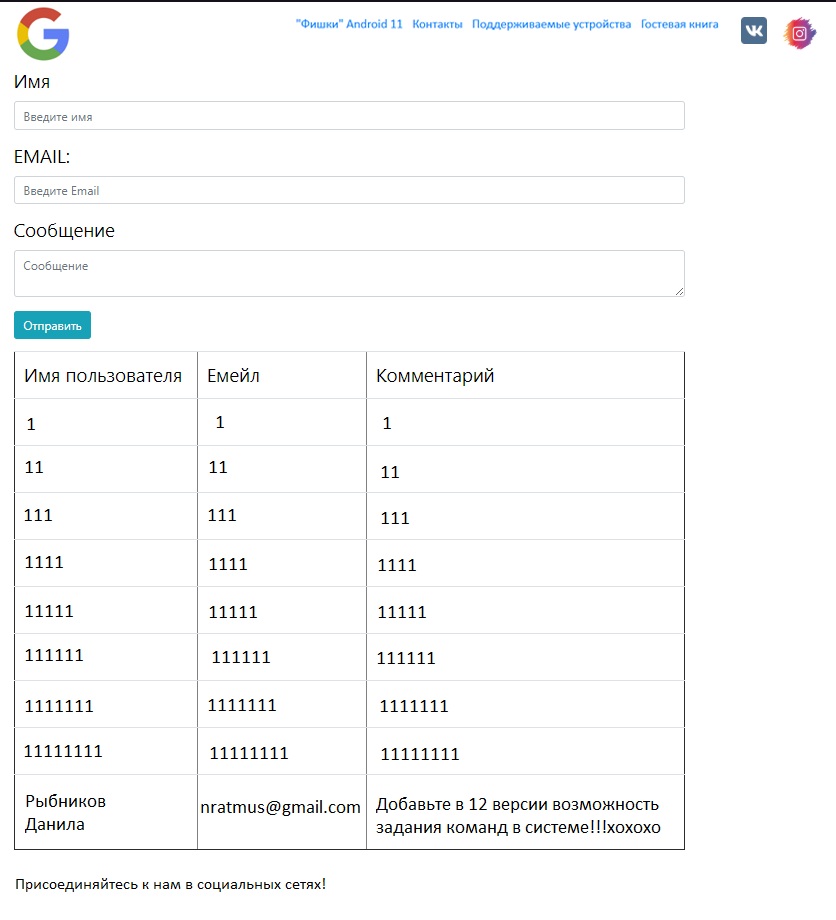 "Фишки" Android 11 Контакты Поддерживаемые устройства Гостевая книга
Имя
Введите имя
EMAIL:
Введите Email
Сообщение
Сообщение
Отправить
Имя пользователя Емейл Комментарий
1 1 1
11 11 11
111 111 111
1111 1111 1111
11111 11111 11111
111111 111111 111111
1111111 1111111 1111111
11111111 11111111 11111111
Рыбников
Данила
nratmus@gmail.com
Добавьте в 12 версии возможность
задания команд в системе!!!хохохо
Присоединяйтесь к нам в социальных сетях!